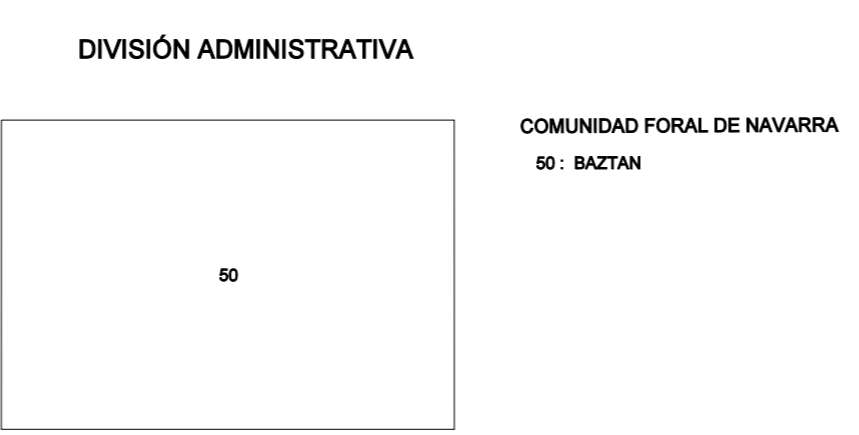 DIVISIÓN ADMINISTRATIVA
COMUNIDAD FORAL DE NAVARRA
50 : BAZTAN
50